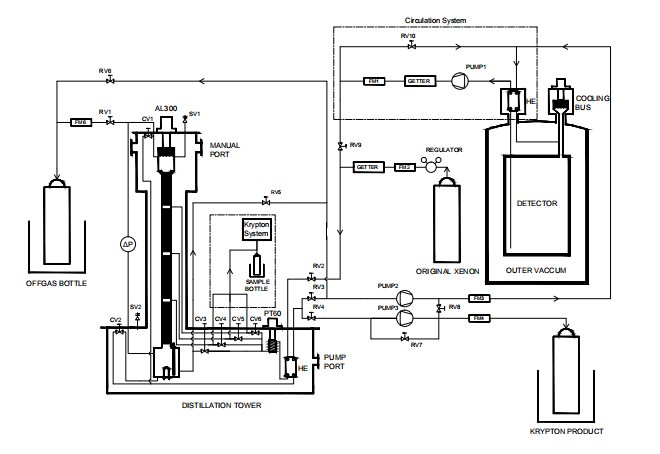 Circulation System
RV10
PUMP1
FM1
GETTER
HE
COOLING
BUS
RV6
AL300
RV1
SV1
FM6
CV1
MANUAL
PORT
RV9
REGULATOR
GETTER
FM2
RV5
DETECTOR
Krypton
System
ΔP
ORIGINAL XENON
OUTER VACCUM
OFFGAS BOTTLE
SAMPLE
BOTTLE
RV2
RV3
RV4
PUMP2
PUMP3
FM3
RV8
FM4
RV7
SV2
CV2
CV3
CV4
CV5
CV6
PT60
HE
PUMP
PORT
DISTILLATION TOWER
KRYPTON PRODUCT